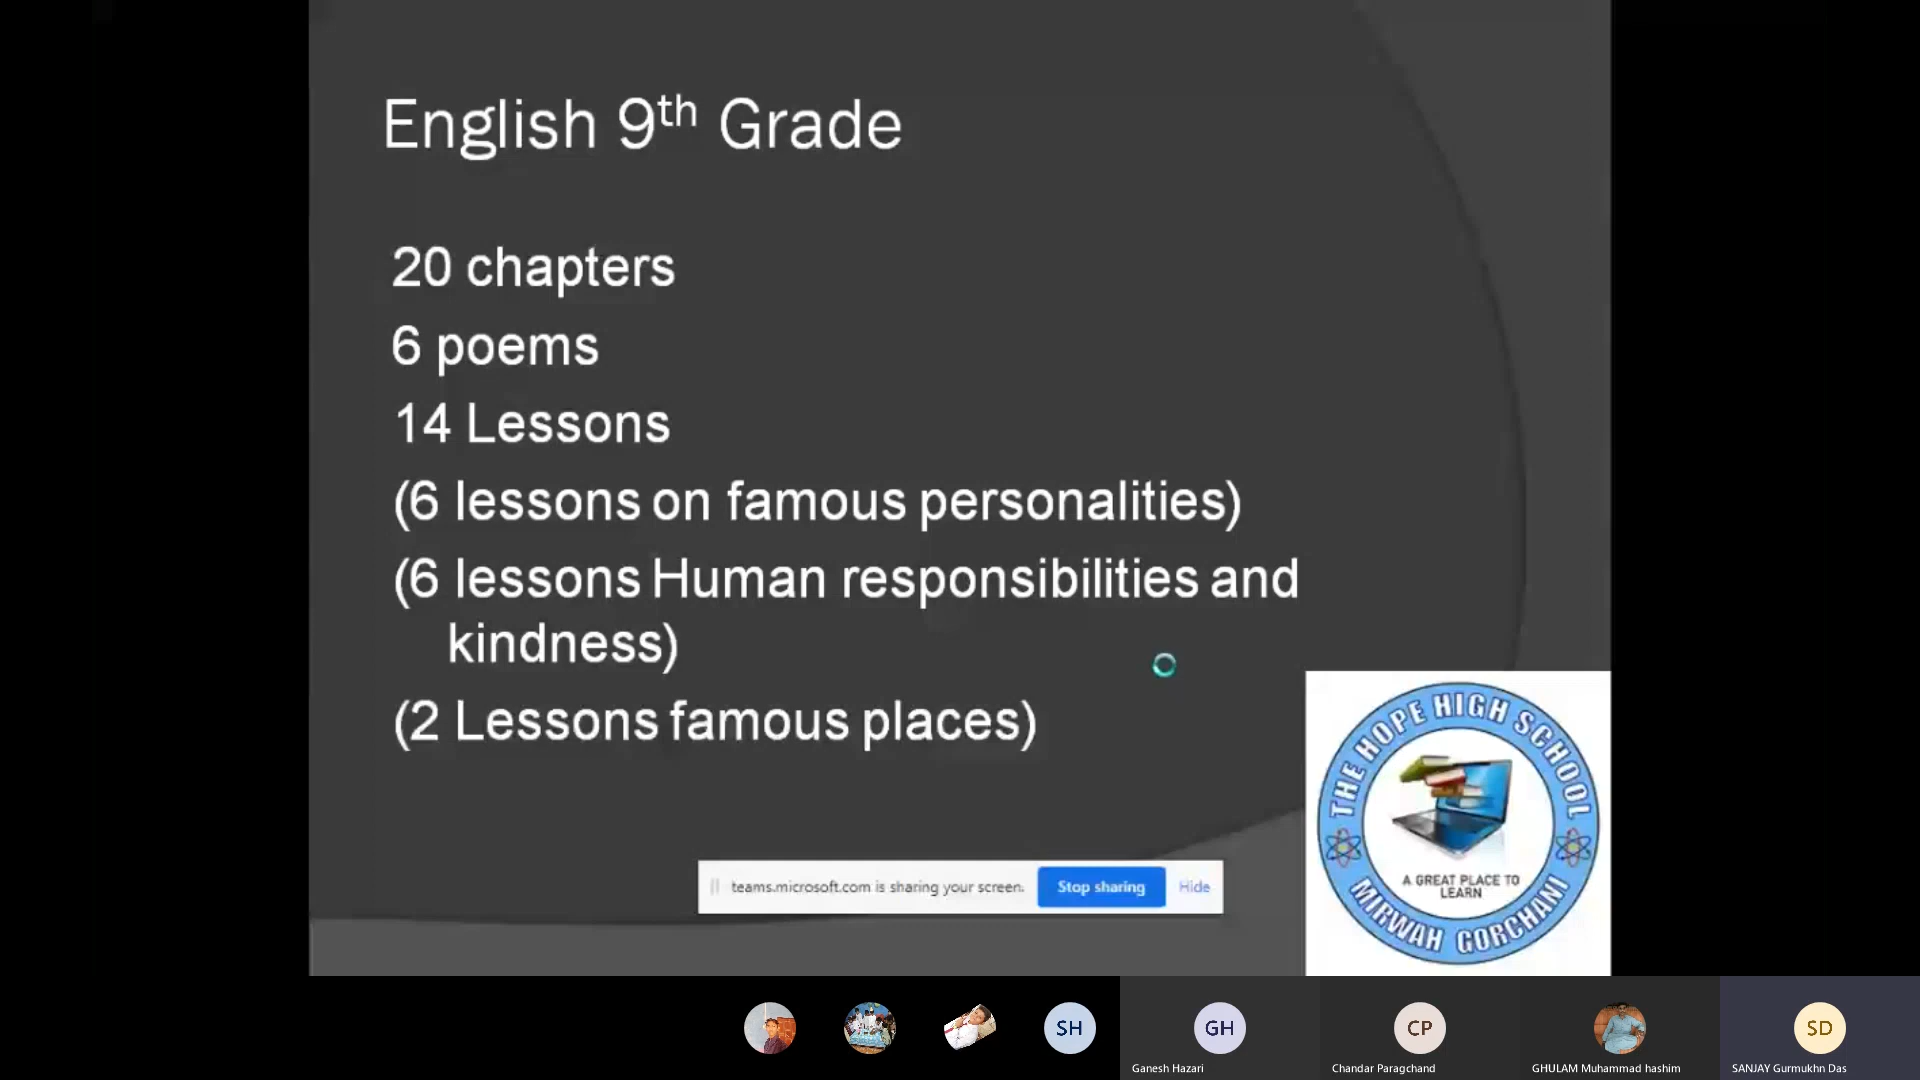 English 9th Grade
20 chapters
6 poems
14 Lessons
(6 lessons on famous personalities)
(6 lessons Human responsibilities and
kindness)
(2 Lessons famous places)
THE HOPE HIGH SCHOOL
A GREAT PLACE TO
LEARN
MIRWAH GORCHANI
teams.microsoft.com is sharing your screen. Stop sharing Hide
SH GH CP SD
Ganesh Hazari Chandar Paragchand GHULAM Muhammad hashim SANJAY Gurmukhn Das